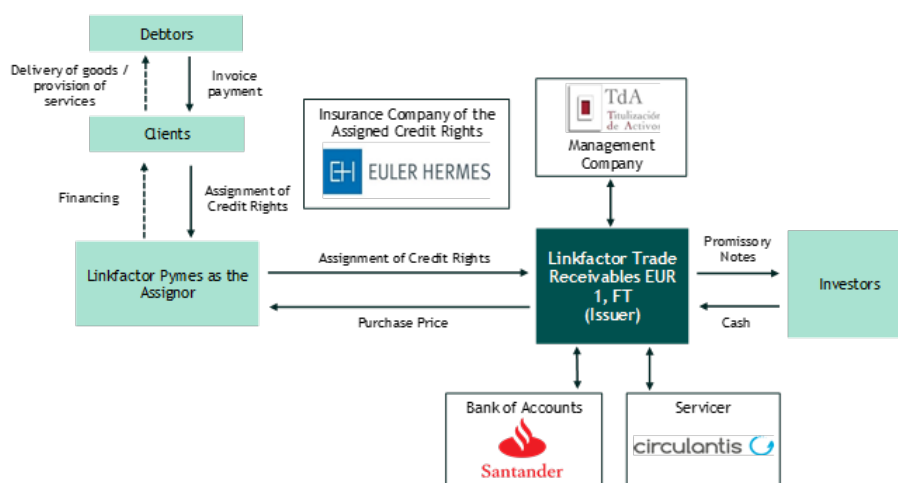 Debtors
Delivery of goods /
provision of
services
Invoice
payment
Clients
Financing
Assignment of
Credit Rights
Insurance Company of the
Assigned Credit Rights
EH EULER HERMES
TdA
Titulización
de Activos
Management
Company
Linkfactor Pymes as the
Assignor
Assignment of Credit Rights
Purchase Price
Linkfactor Trade
Receivables EUR
1, FT
(Issuer)
Promissory
Notes
Cash
Investors
Bank of Accounts
Santander
Servicer
circulantis